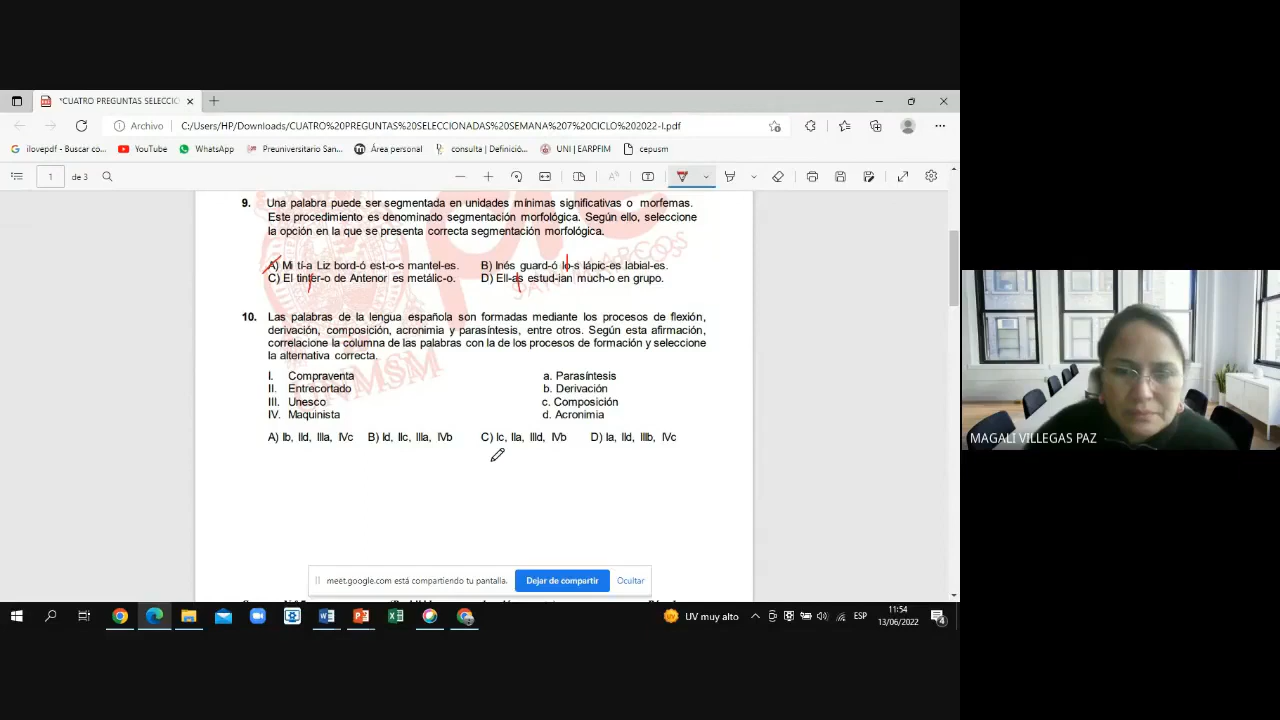 *CUATRO PREGUNTAS SELECCIO
Archivo
C:/Users/HP/Downloads/CUATRO%20PREGUNTAS%20SELECCIONADAS%20SEMANA%207%20CICLO%202022-I.pdf
ilovepdf - Buscar co...
YouTube
WhatsApp
Preuniversitario San...
Área personal
consulta | Definició...
UNI | EARPFIM
cepusm
1
de 3
9. Una palabra puede ser segmentada en unidades mínimas significativas o morfemas.
Este procedimiento es denominado segmentación morfológica. Según ello, seleccione
la opción en la que se presenta correcta segmentación morfológica.
A) Mi tí-a Liz bord-ó est-o-s mantel-es. B) Inés guard-ó lo-s lápic-es labial-es.
C) El tinter-o de Antenor es metálic-o. D) Ell-as estud-ian much-o en grupo.
10. Las palabras de la lengua española son formadas mediante los procesos de flexión,
derivación, composición, acronimia y parasíntesis, entre otros. Según esta afirmación,
correlacione la columna de las palabras con la de los procesos de formación y seleccione
la alternativa correcta.
I. Compraventa a. Parasíntesis
II. Entrecortado b. Derivación
III. Unesco c. Composición
IV. Maquinista d. Acronimia
A) Ib, IId, IIIa, IVc B) Id, IIc, IIIa, IVb C) Ic, IIa, IIId, IVb D) Ia, IId, IIIb, IVc
NMSM
meet.google.com está compartiendo tu pantalla.
Dejar de compartir
Ocultar
MAGALI VILLEGAS PAZ
UV muy alto
ESP
11:54
13/06/2022
4